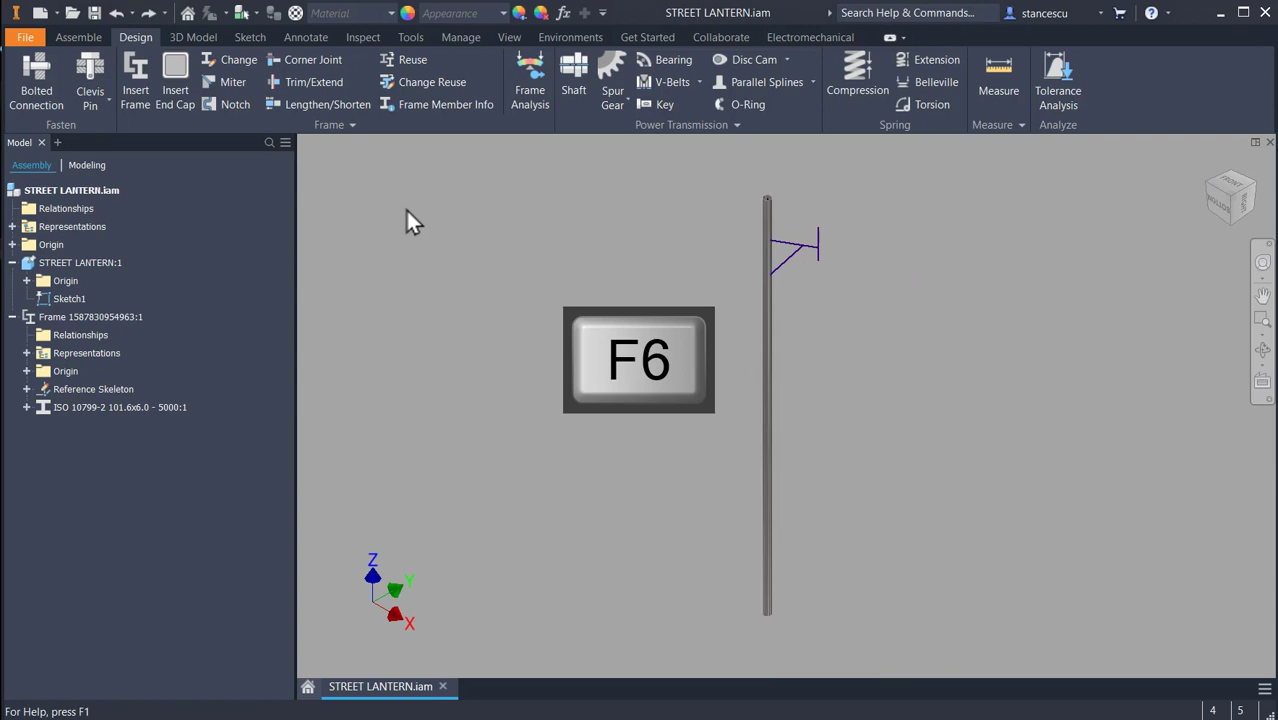 Material
Appearance
STREET LANTERN.iam
Search Help & Commands...
stancescu
File
Assemble
Design
3D Model
Sketch
Annotate
Inspect
Tools
Manage
View
Environments
Get Started
Collaborate
Electromechanical
Bolted Connection
Clevis Pin
Fasten
Insert Frame
Insert End Cap
Change
Miter
Notch
Corner Joint
Trim/Extend
Lengthen/Shorten
Reuse
Change Reuse
Frame Member Info
Frame
Frame Analysis
Shaft
Spur Gear
Bearing
V-Belts
Key
Disc Cam
Parallel Splines
O-Ring
Power Transmission
Compression
Extension
Belleville
Torsion
Spring
Measure
Measure
Tolerance Analysis
Analyze
Model
Assembly
Modeling
STREET LANTERN.iam
Relationships
Representations
Origin
STREET LANTERN:1
Origin
Sketch1
Frame 1587830954963:1
Relationships
Representations
Origin
Reference Skeleton
ISO 10799-2 101.6x6.0 - 5000:1
F6
FRONT
BOTTOM
Z
Y
X
STREET LANTERN.iam
For Help, press F1
4
5